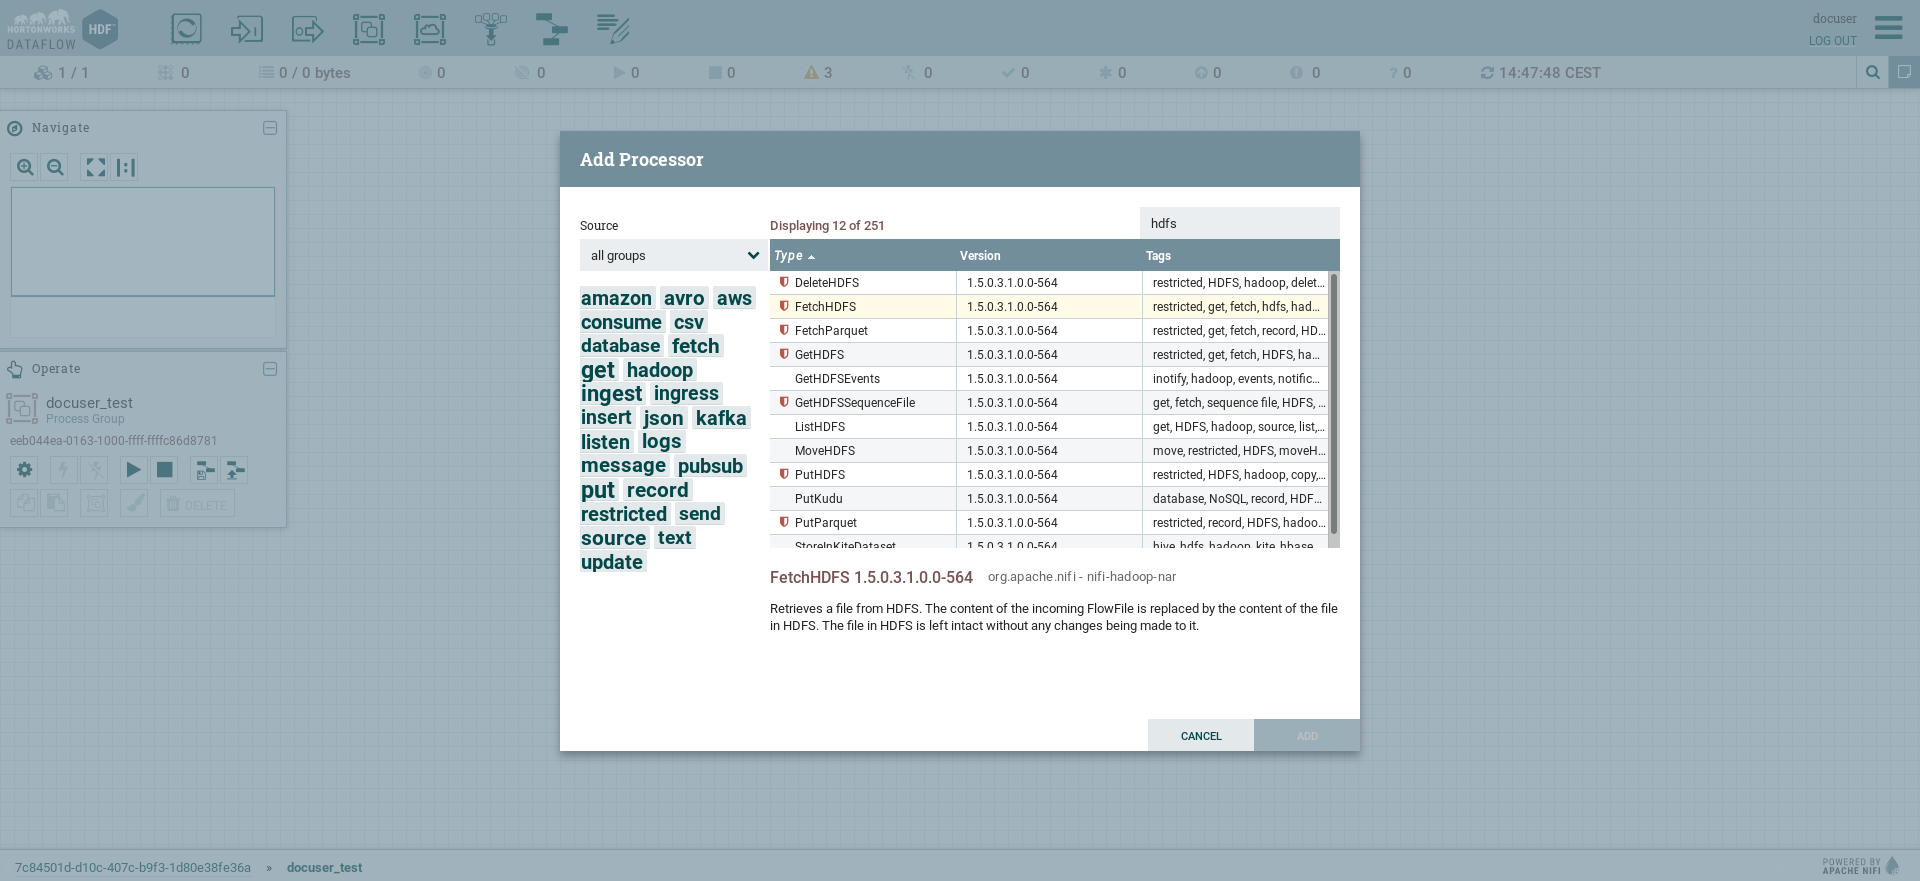 HORTONWORKS
DATAFLOW
HDF
docuser
LOG OUT
1 / 1
0
0 / 0 bytes
0
0
0
0
3
0
0
0
0
0
? 0
14:47:48 CEST
Navigate
Operate
docuser_test
Process Group
eeb044ea-0163-1000-ffff-ffffc86d8781
DELETE
Add Processor
Source
Displaying 12 of 251
hdfs
all groups
Type Version Tags
amazon avro aws
consume csv
database fetch
get hadoop
ingest ingress
insert json kafka
listen logs
message pubsub
put record
restricted send
source text
update
DeleteHDFS 1.5.0.3.1.0.0-564 restricted, HDFS, hadoop, delet...
FetchHDFS 1.5.0.3.1.0.0-564 restricted, get, fetch, hdfs, had...
FetchParquet 1.5.0.3.1.0.0-564 restricted, get, fetch, record, HD...
GetHDFS 1.5.0.3.1.0.0-564 restricted, get, fetch, HDFS, ha...
GetHDFSEvents 1.5.0.3.1.0.0-564 inotify, hadoop, events, notific...
GetHDFSSequenceFile 1.5.0.3.1.0.0-564 get, fetch, sequence file, HDFS, ...
ListHDFS 1.5.0.3.1.0.0-564 get, HDFS, hadoop, source, list,...
MoveHDFS 1.5.0.3.1.0.0-564 move, restricted, HDFS, moveH...
PutHDFS 1.5.0.3.1.0.0-564 restricted, HDFS, hadoop, copy,...
PutKudu 1.5.0.3.1.0.0-564 database, NoSQL, record, HDF...
PutParquet 1.5.0.3.1.0.0-564 restricted, record, HDFS, hadoo...
StoreInKiteDataset 1.5.0.3.1.0.0-564 hive, hdfs, hadoop, kite, hbase
FetchHDFS 1.5.0.3.1.0.0-564 org.apache.nifi - nifi-hadoop-nar
Retrieves a file from HDFS. The content of the incoming FlowFile is replaced by the content of the file
in HDFS. The file in HDFS is left intact without any changes being made to it.
CANCEL
ADD
7c84501d-d10c-407c-b9f3-1d80e38fe36a » docuser_test
POWERED BY
APACHE NIFI